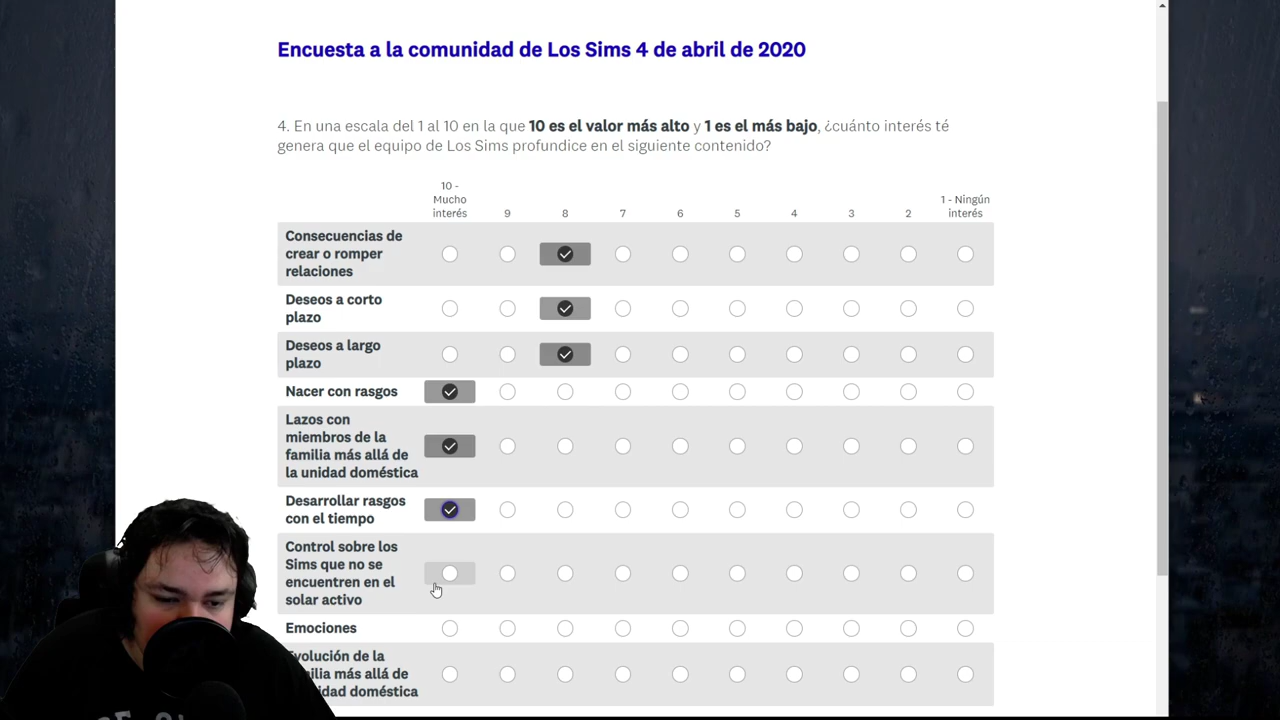 Encuesta a la comunidad de Los Sims 4 de abril de 2020
4. En una escala del 1 al 10 en la que 10 es el valor más alto y 1 es el más bajo, ¿cuánto interés té
genera que el equipo de Los Sims profundice en el siguiente contenido?
10 -
Mucho
interés
9
8
7
6
5
4
3
2
1 - Ningún
interés
Consecuencias de
crear o romper
relaciones
Deseos a corto
plazo
Deseos a largo
plazo
Nacer con rasgos
Lazos con
miembros de la
familia más allá de
la unidad doméstica
Desarrollar rasgos
con el tiempo
Control sobre los
Sims que no se
encuentren en el
solar activo
Emociones
volución de la
más allá de
doméstica